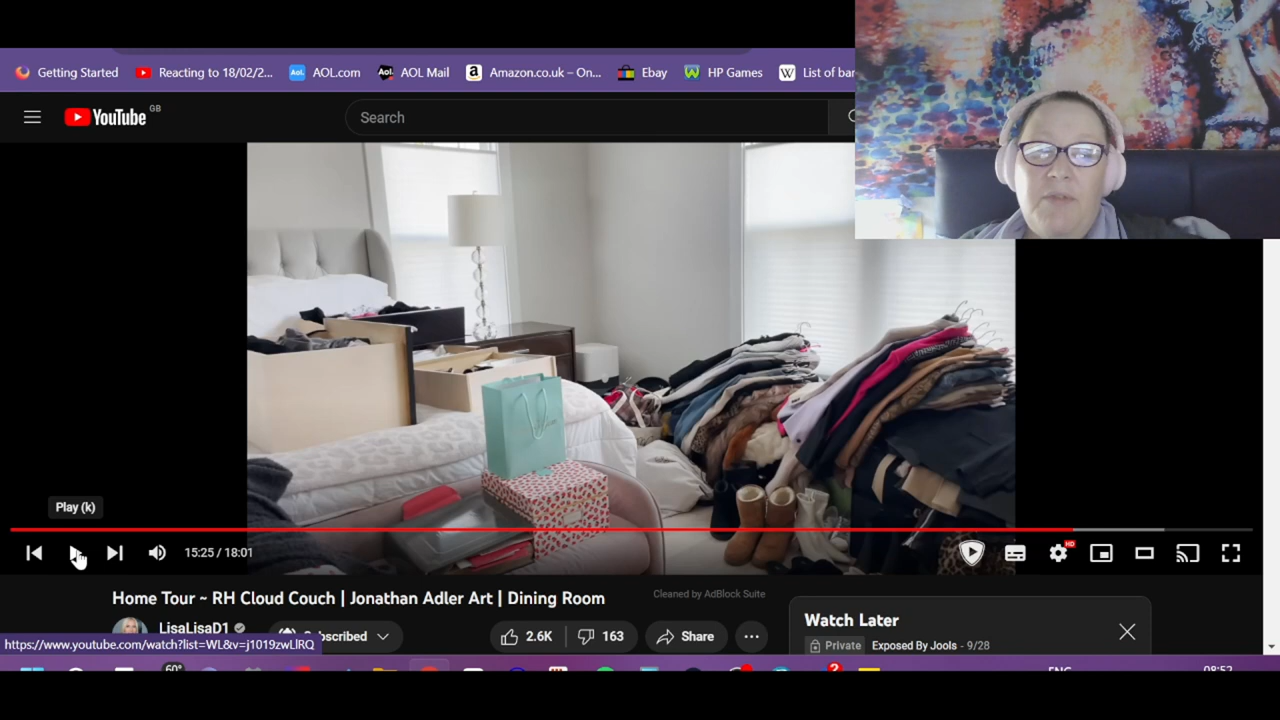 Getting Started Reacting to 18/02/2... AOL.com AOL Mail Amazon.co.uk – On... Ebay HP Games List of bar
YouTube GB
Search
Play (k)
15:25 / 18:01
HD
Home Tour ~ RH Cloud Couch | Jonathan Adler Art | Dining Room
Cleaned by AdBlock Suite
LisaLisaD1
2.6K 163 Share
Watch Later
Private Exposed By Jools - 9/28
https://www.youtube.com/watch?list=WL&v=j1019zwLlRQ
60°